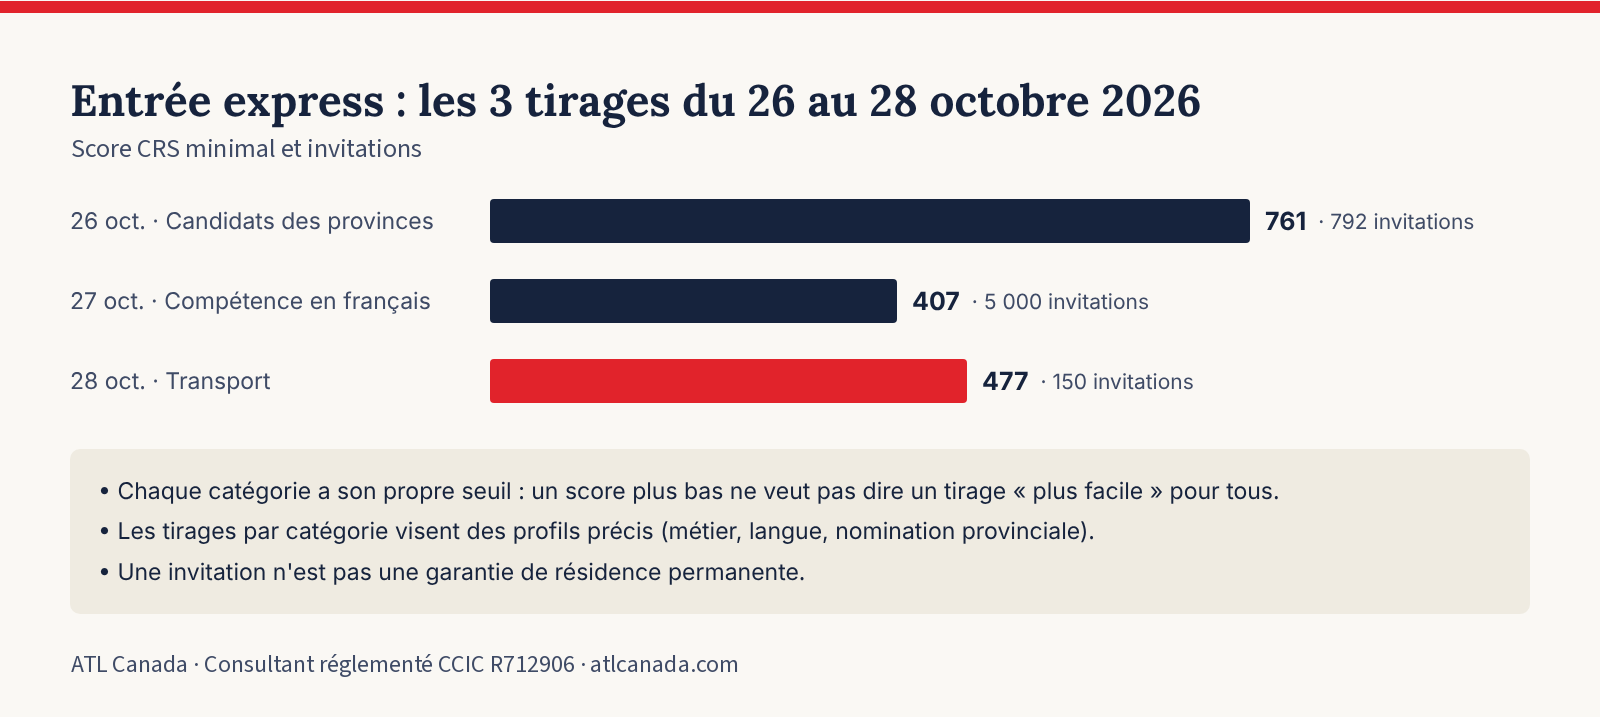 Entrée express : les 3 tirages du 26 au 28 octobre 2026
Score CRS minimal et invitations
26 oct. · Candidats des provinces 761 · 792 invitations
27 oct. · Compétence en français 407 · 5 000 invitations
28 oct. · Transport 477 · 150 invitations
• Chaque catégorie a son propre seuil : un score plus bas ne veut pas dire un tirage « plus facile » pour tous.
• Les tirages par catégorie visent des profils précis (métier, langue, nomination provinciale).
• Une invitation n'est pas une garantie de résidence permanente.
ATL Canada · Consultant réglementé CCIC R712906 · atlcanada.com